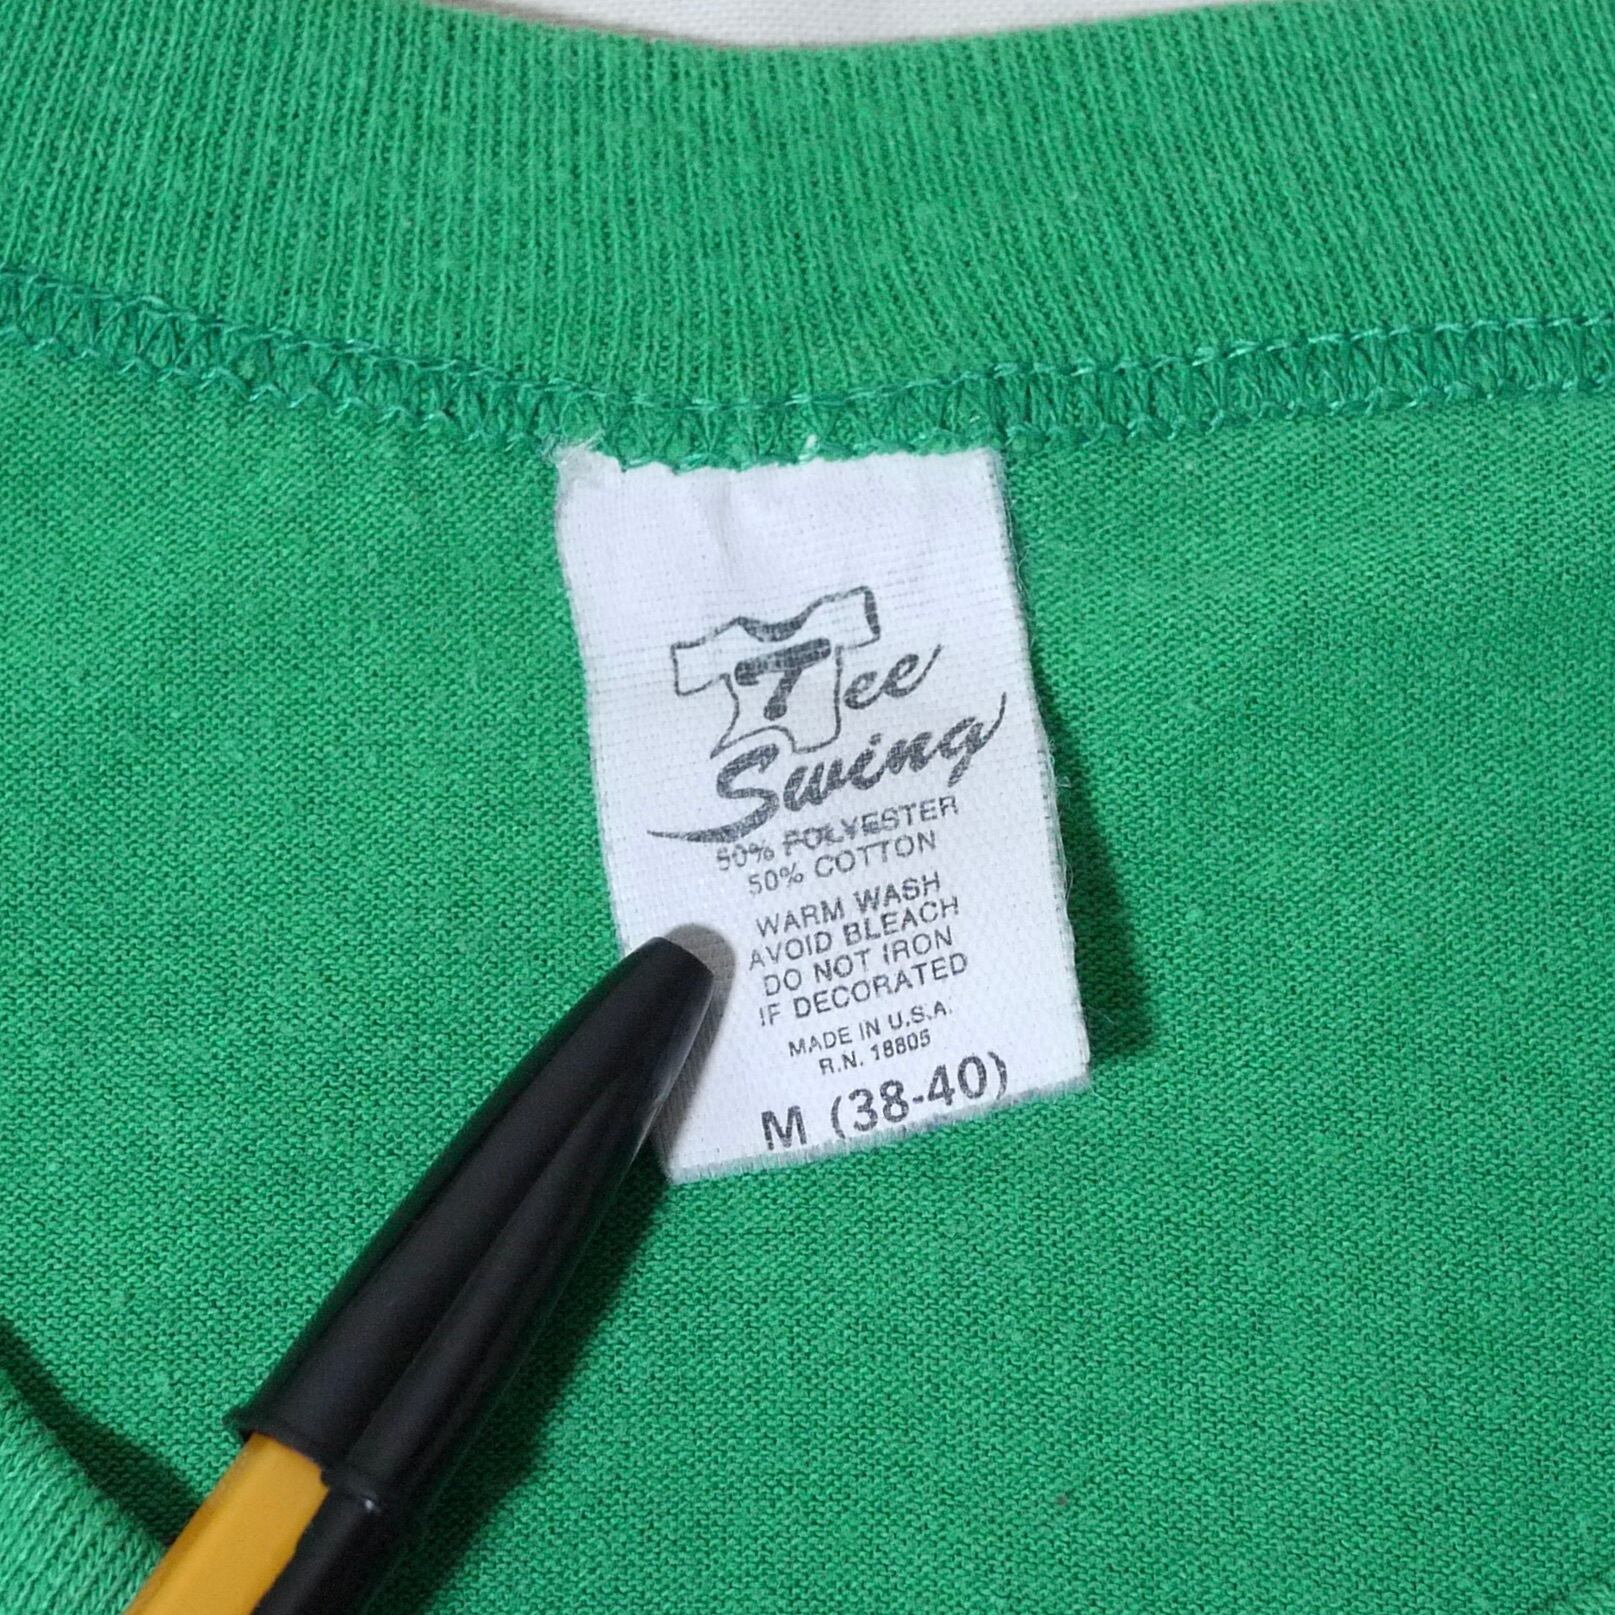 Tee
Swing
50% POLYESTER
50% COTTON
WARM WASH
AVOID BLEACH
DO NOT IRON
IF DECORATED
MADE IN U.S.A.
R.N. 18805
M (38-40)